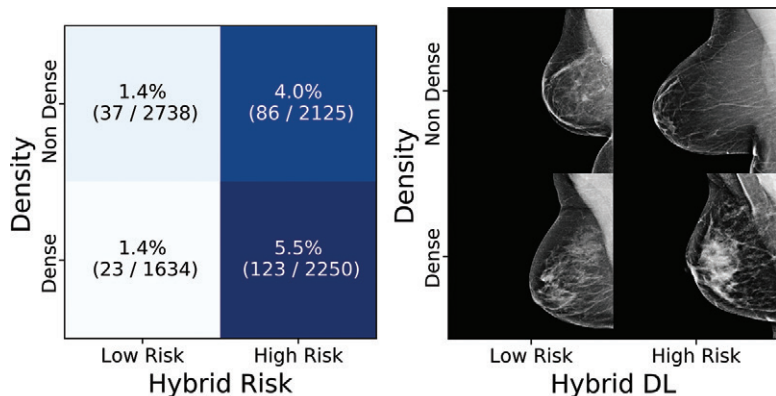 Density
Non Dense
Dense
1.4%
(37 / 2738)
4.0%
(86 / 2125)
1.4%
(23 / 1634)
5.5%
(123 / 2250)
Low Risk
High Risk
Hybrid Risk
Density
Non Dense
Dense
Low Risk
High Risk
Hybrid DL